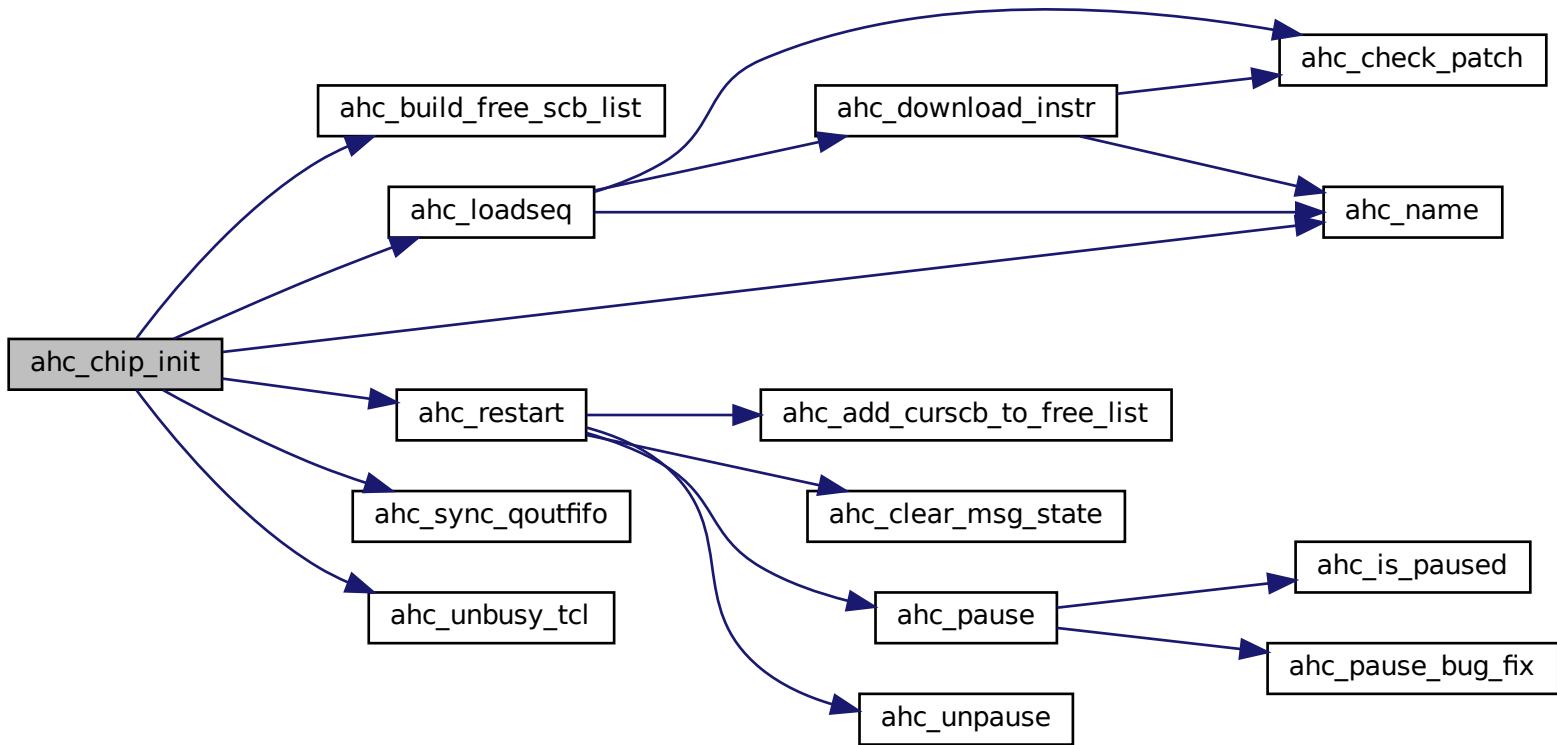 ahc_check_patch
ahc_build_free_scb_list
ahc_download_instr
ahc_loadseq
ahc_name
ahc_chip_init
ahc_restart
ahc_add_curscb_to_free_list
ahc_sync_qoutfifo
ahc_clear_msg_state
ahc_is_paused
ahc_unbusy_tcl
ahc_pause
ahc_pause_bug_fix
ahc_unpause